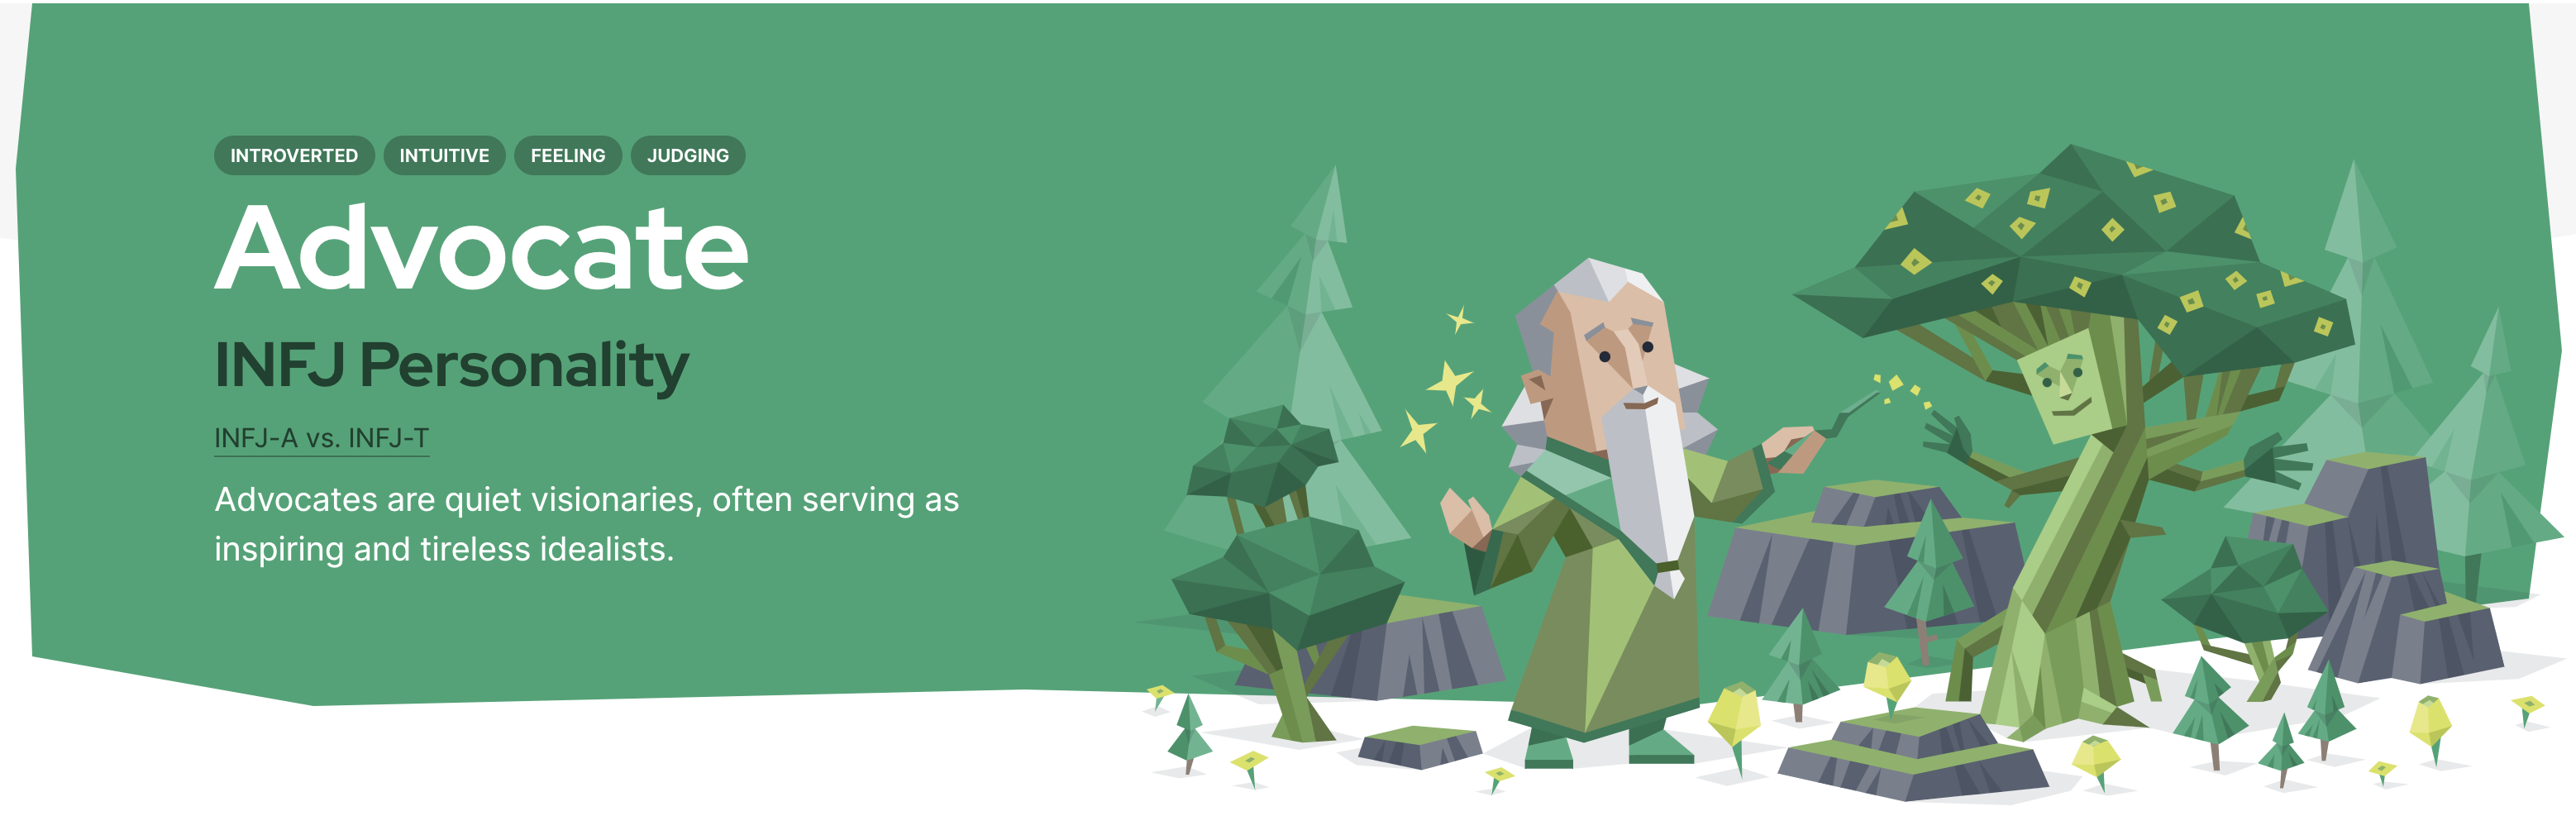 INTROVERTED INTUITIVE FEELING JUDGING
Advocate
INFJ Personality
INFJ-A vs. INFJ-T
Advocates are quiet visionaries, often serving as
inspiring and tireless idealists.